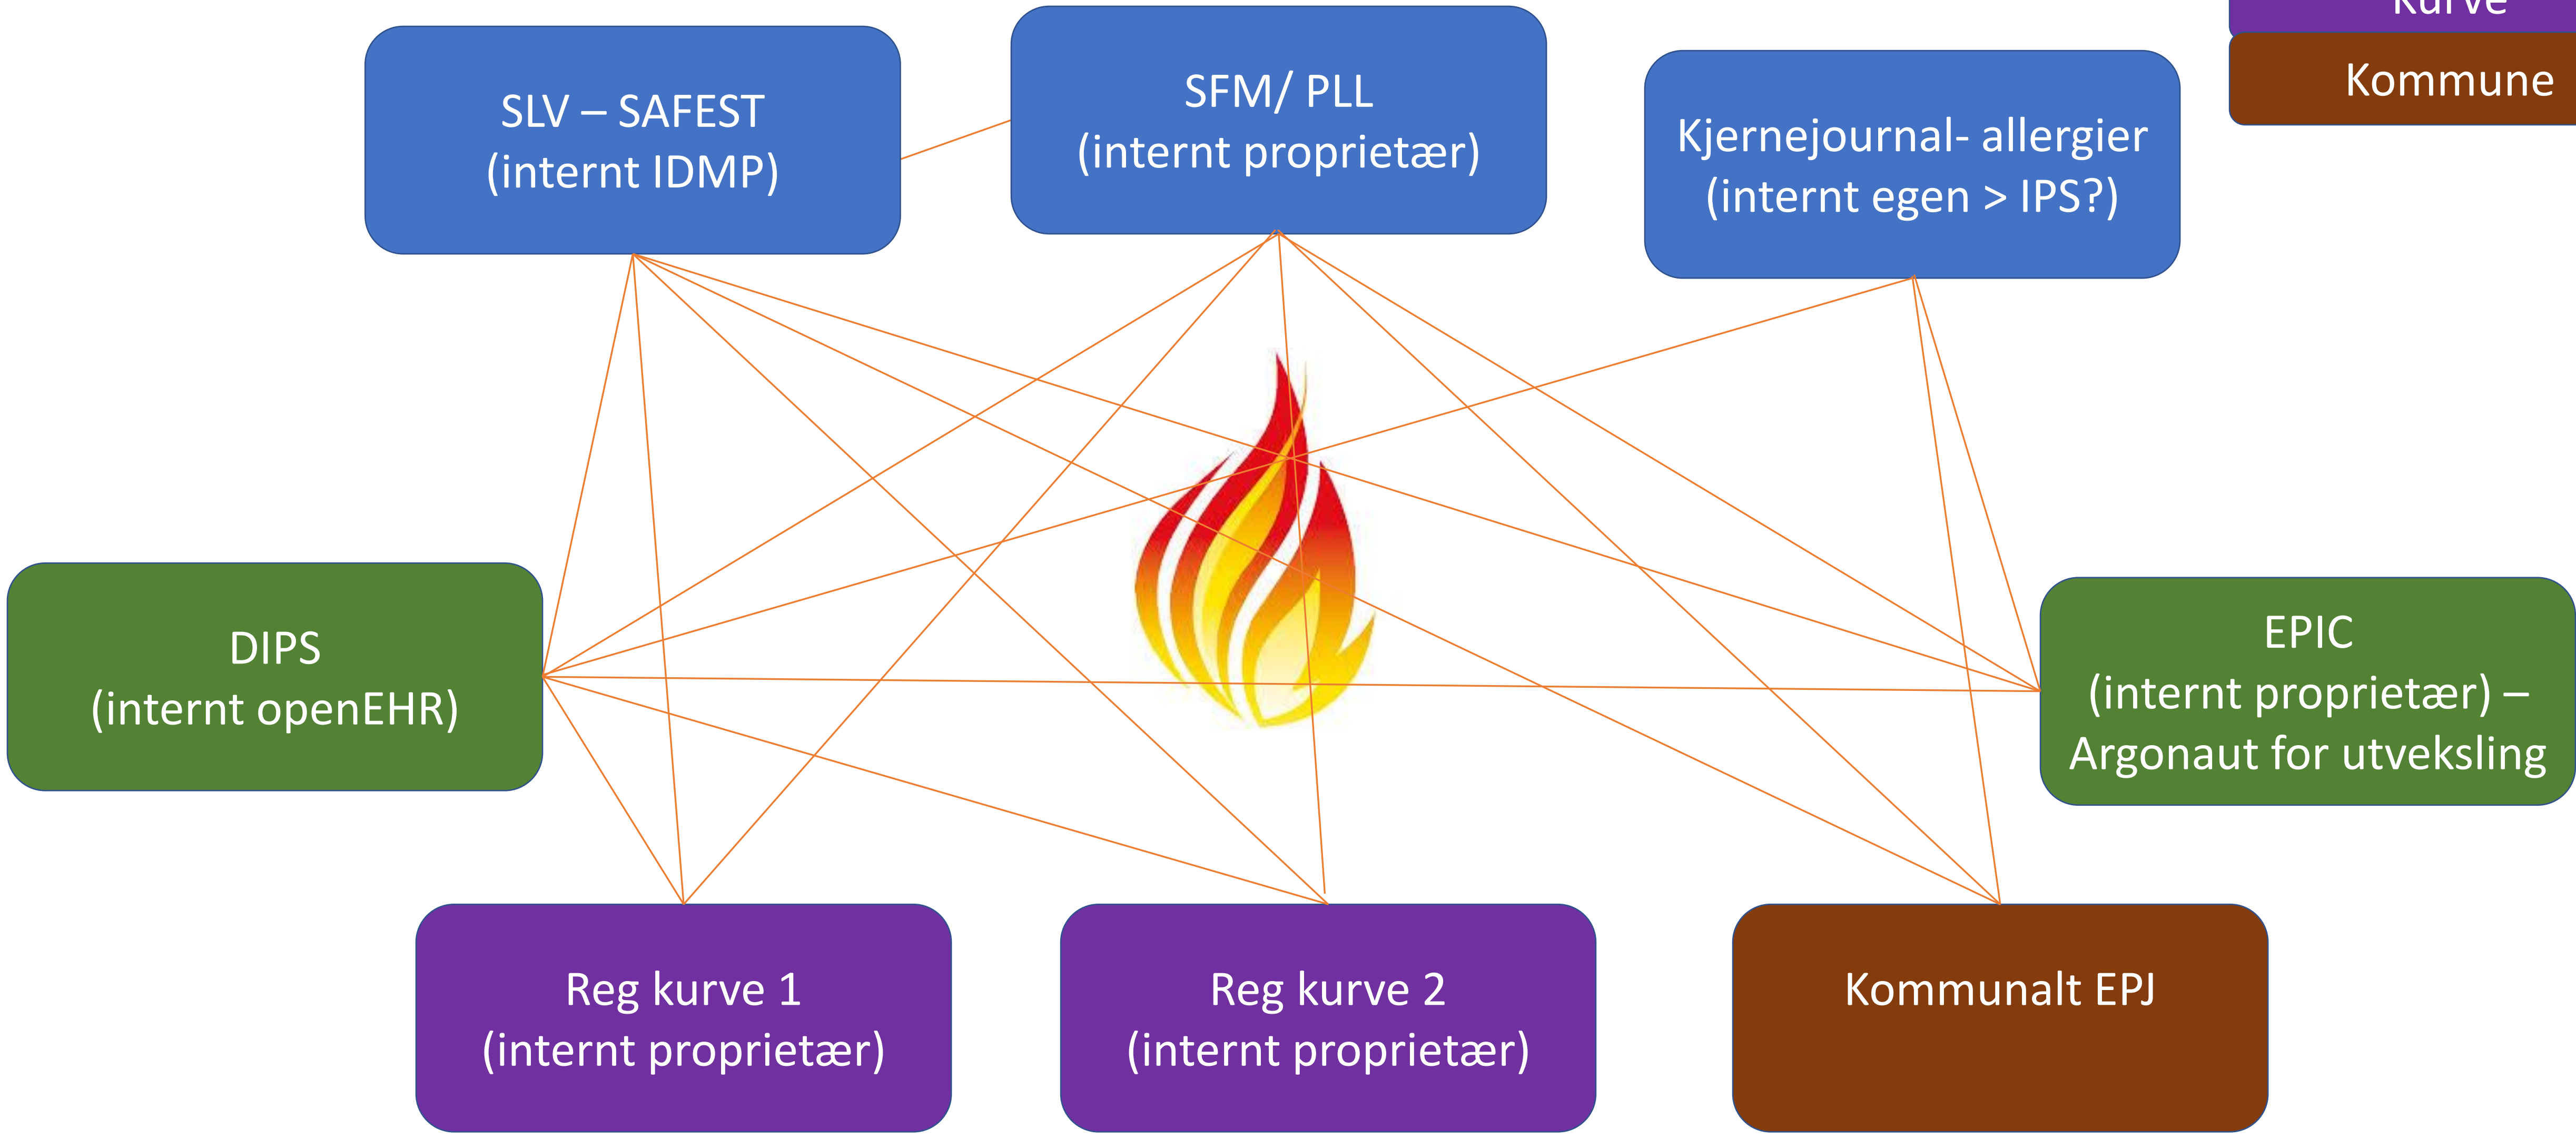 Kurve
Kommune
SLV – SAFEST
(internt IDMP)
SFM/ PLL
(internt proprietær)
Kjernejournal- allergier
(internt egen > IPS?)
DIPS
(internt openEHR)
EPIC
(internt proprietær) –
Argonaut for utveksling
Reg kurve 1
(internt proprietær)
Reg kurve 2
(internt proprietær)
Kommunalt EPJ